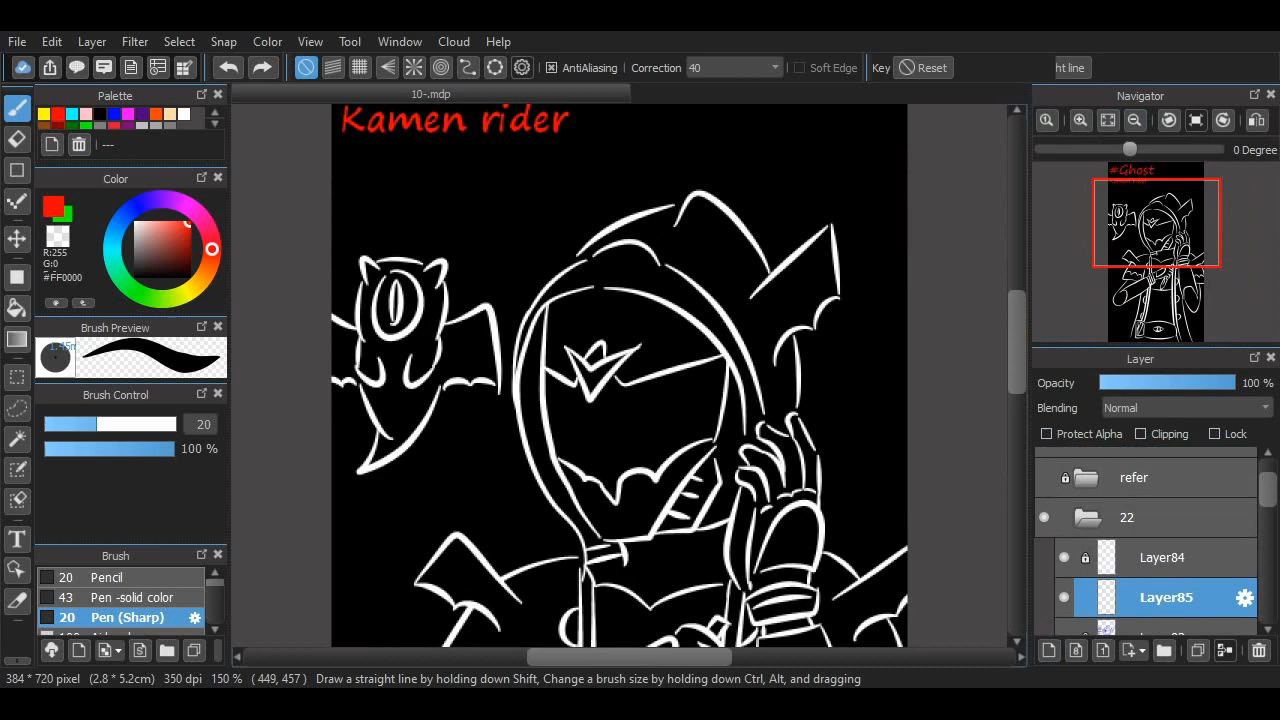 File Edit Layer Filter Select Snap Color View Tool Window Cloud Help
AntiAliasing Correction 40 Soft Edge Key Reset ht line
10-.mdp
Palette
---
Color
R:255
G:0
#FF0000
Brush Preview
Brush Control
20
100 %
Brush
20 Pencil
43 Pen -solid color
20 Pen (Sharp)
Kamen rider
Navigator
0 Degree
#Ghost
Layer
Opacity 100 %
Blending Normal
Protect Alpha Clipping Lock
refer
22
Layer84
Layer85
384 * 720 pixel (2.8 * 5.2cm) 350 dpi 150 % ( 449, 457 ) Draw a straight line by holding down Shift, Change a brush size by holding down Ctrl, Alt, and dragging